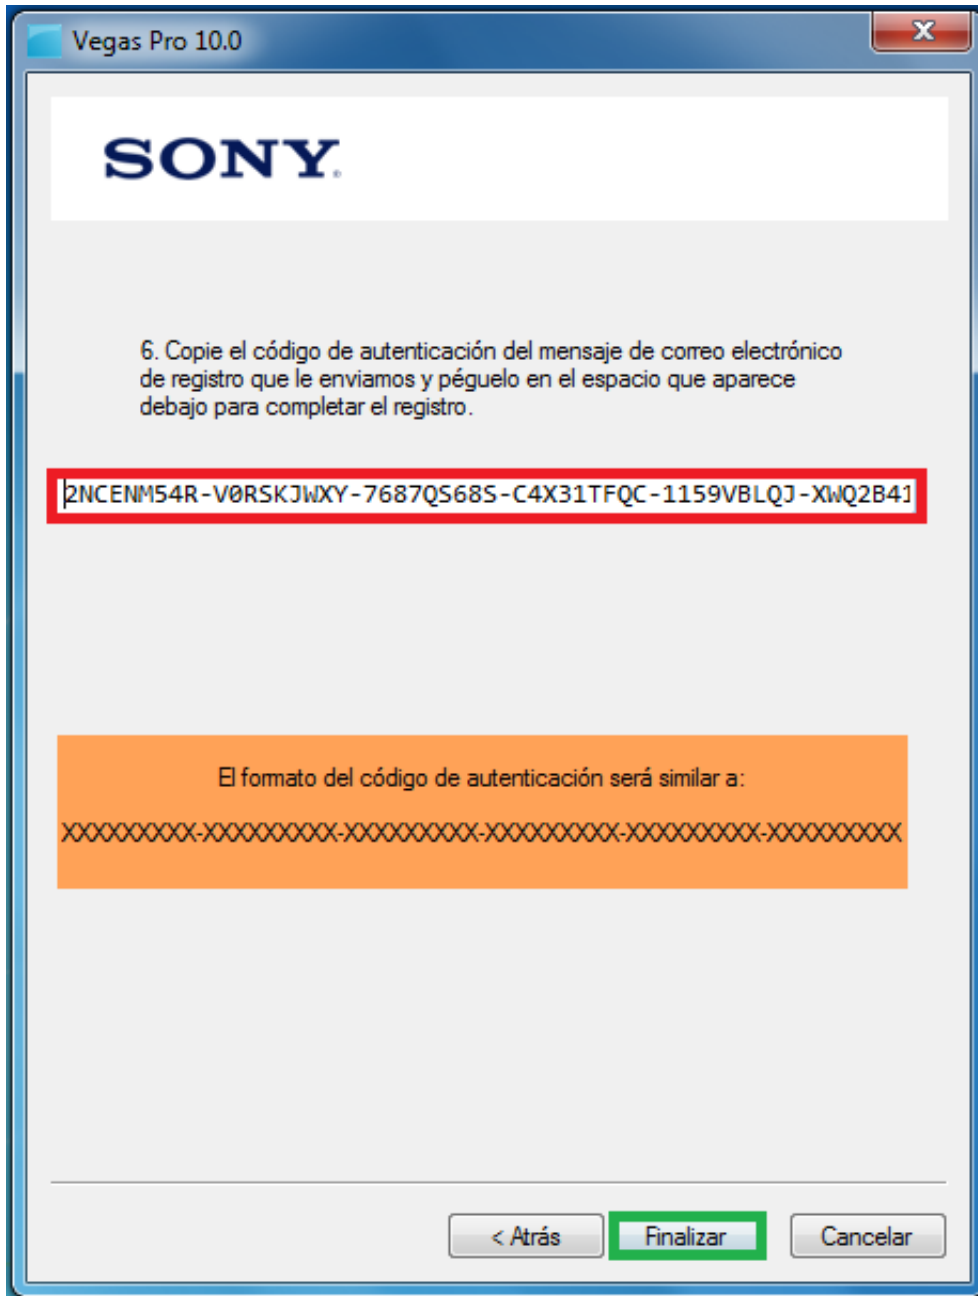 Vegas Pro 10.0
SONY
6. Copie el código de autenticación del mensaje de correo electrónico
de registro que le enviamos y péguelo en el espacio que aparece
debajo para completar el registro.
2NCENM54R-V0RSKJWXY-7687QS68S-C4X31TFQC-1159VBLQJ-XWQ2B41
El formato del código de autenticación será similar a:
XXXXXXXXX-XXXXXXXXX-XXXXXXXXX-XXXXXXXXX-XXXXXXXXX-XXXXXXXXX
< Atrás
Finalizar
Cancelar